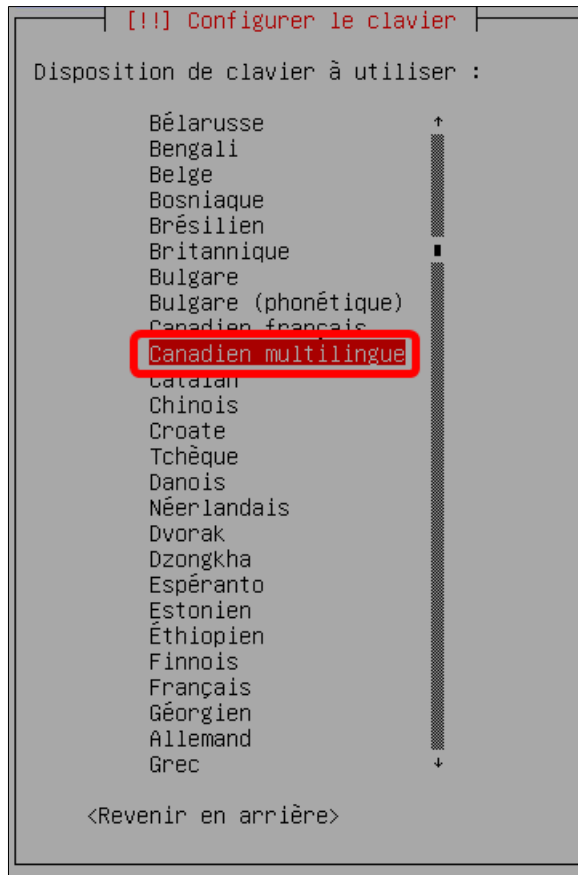 [!!] Configurer le clavier
Disposition de clavier à utiliser :
Bélarusse
Bengali
Belge
Bosniaque
Brésilien
Britannique
Bulgare
Bulgare (phonétique)
Canadien français
Canadien multilingue
Catalan
Chinois
Croate
Tchèque
Danois
Néerlandais
Dvorak
Dzongkha
Espéranto
Estonien
Éthiopien
Finnois
Français
Géorgien
Allemand
Grec
<Revenir en arrière>